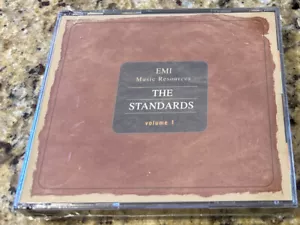 EMI
Music Resources
THE
STANDARDS
volume 1